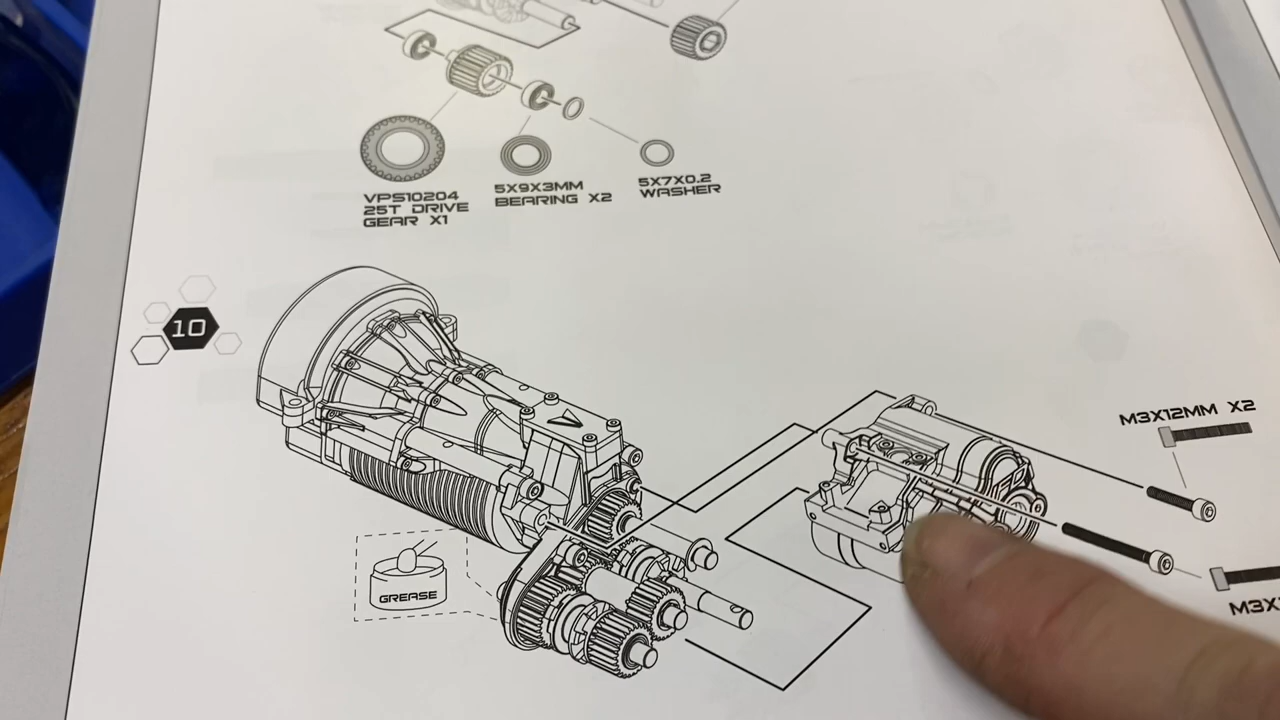 VPS10204
25T DRIVE
GEAR X1
5X9X3MM
BEARING X2
5X7X0.2
WASHER
10
M3X12MM X2
GREASE